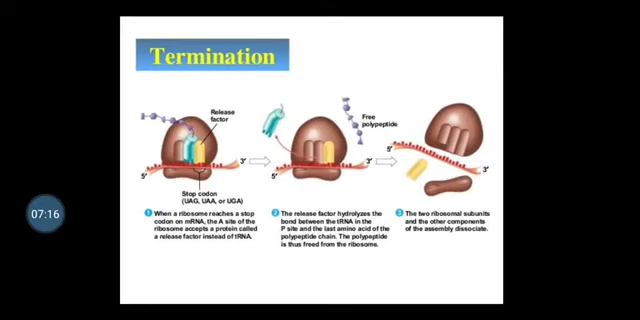 Termination
Release
factor
Free
polypeptide
3'
5'
Stop codon
(UAG, UAA, or UGA)
3'
5'
3'
07:16
1 When a ribosome reaches a stop
codon on mRNA, the A site of the
ribosome accepts a protein called
a release factor instead of tRNA.
2 The release factor hydrolyzes the
bond between the tRNA in the
P site and the last amino acid of the
polypeptide chain. The polypeptide
is thus freed from the ribosome.
3 The two ribosomal subunits
and the other components
of the assembly dissociate.